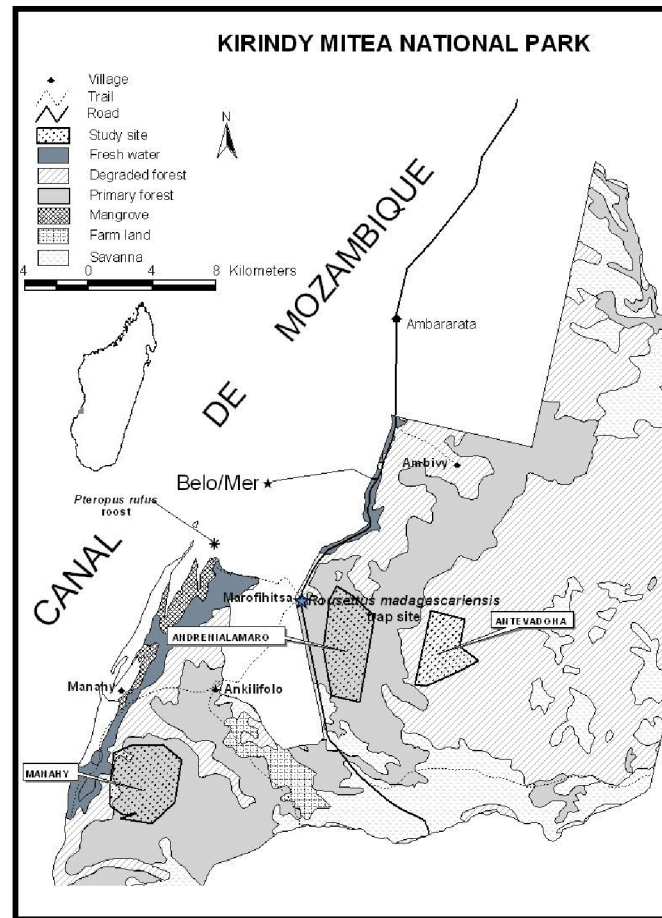 KIRINDY MITEA NATIONAL PARK
Village
Trail
Road
Study site
Fresh water
Degraded forest
Primary forest
Mangrove
Farm land
Savanna
N
4 0 4 8 Kilometers
CANAL DE MOZAMBIQUE
Ambararata
Ambivy
Belo/Mer
Pteropus rufus
roost
Marofihitsa
Rousettus madagascariensis
trap site
ANDRENIALAMARO
ANTEVADOHA
Manahy
Ankilifolo
MANAHY